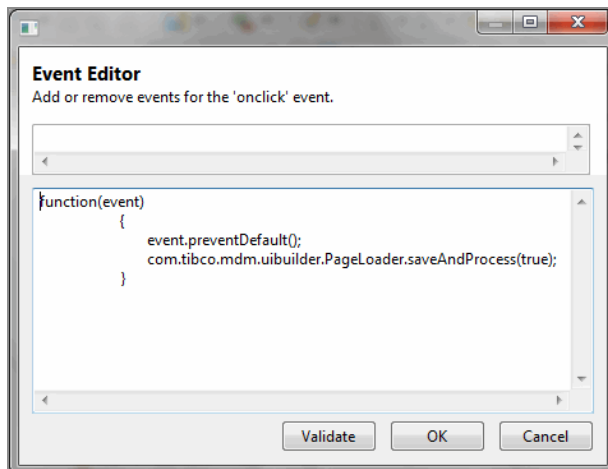 Event Editor
Add or remove events for the 'onclick' event.
function(event)
{
event.preventDefault();
com.tibco.mdm.uibuilder.PageLoader.saveAndProcess(true);
}
Validate OK Cancel